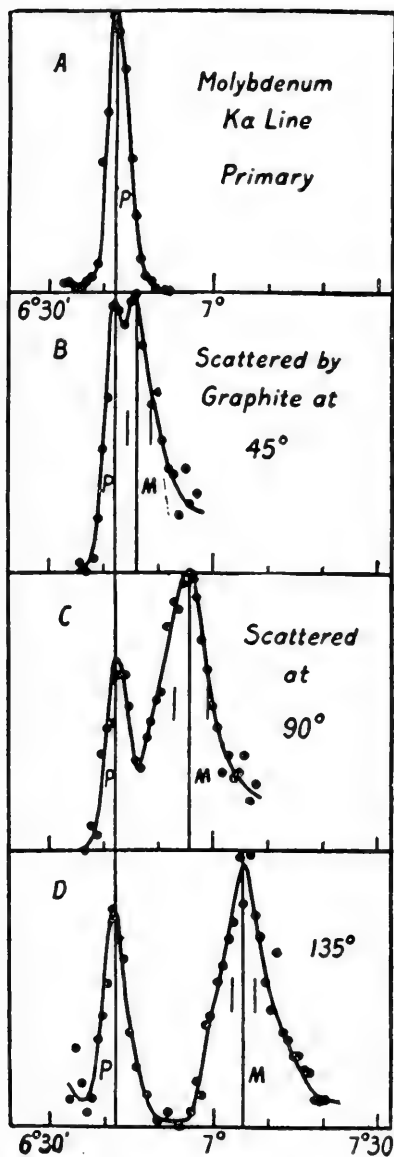 A
Molybdenum
Kα Line
Primary
P
6°30' 7°
B
Scattered by
Graphite at
45°
P M
C
Scattered
at
90°
P M
D
135°
P M
6°30' 7° 7°30'